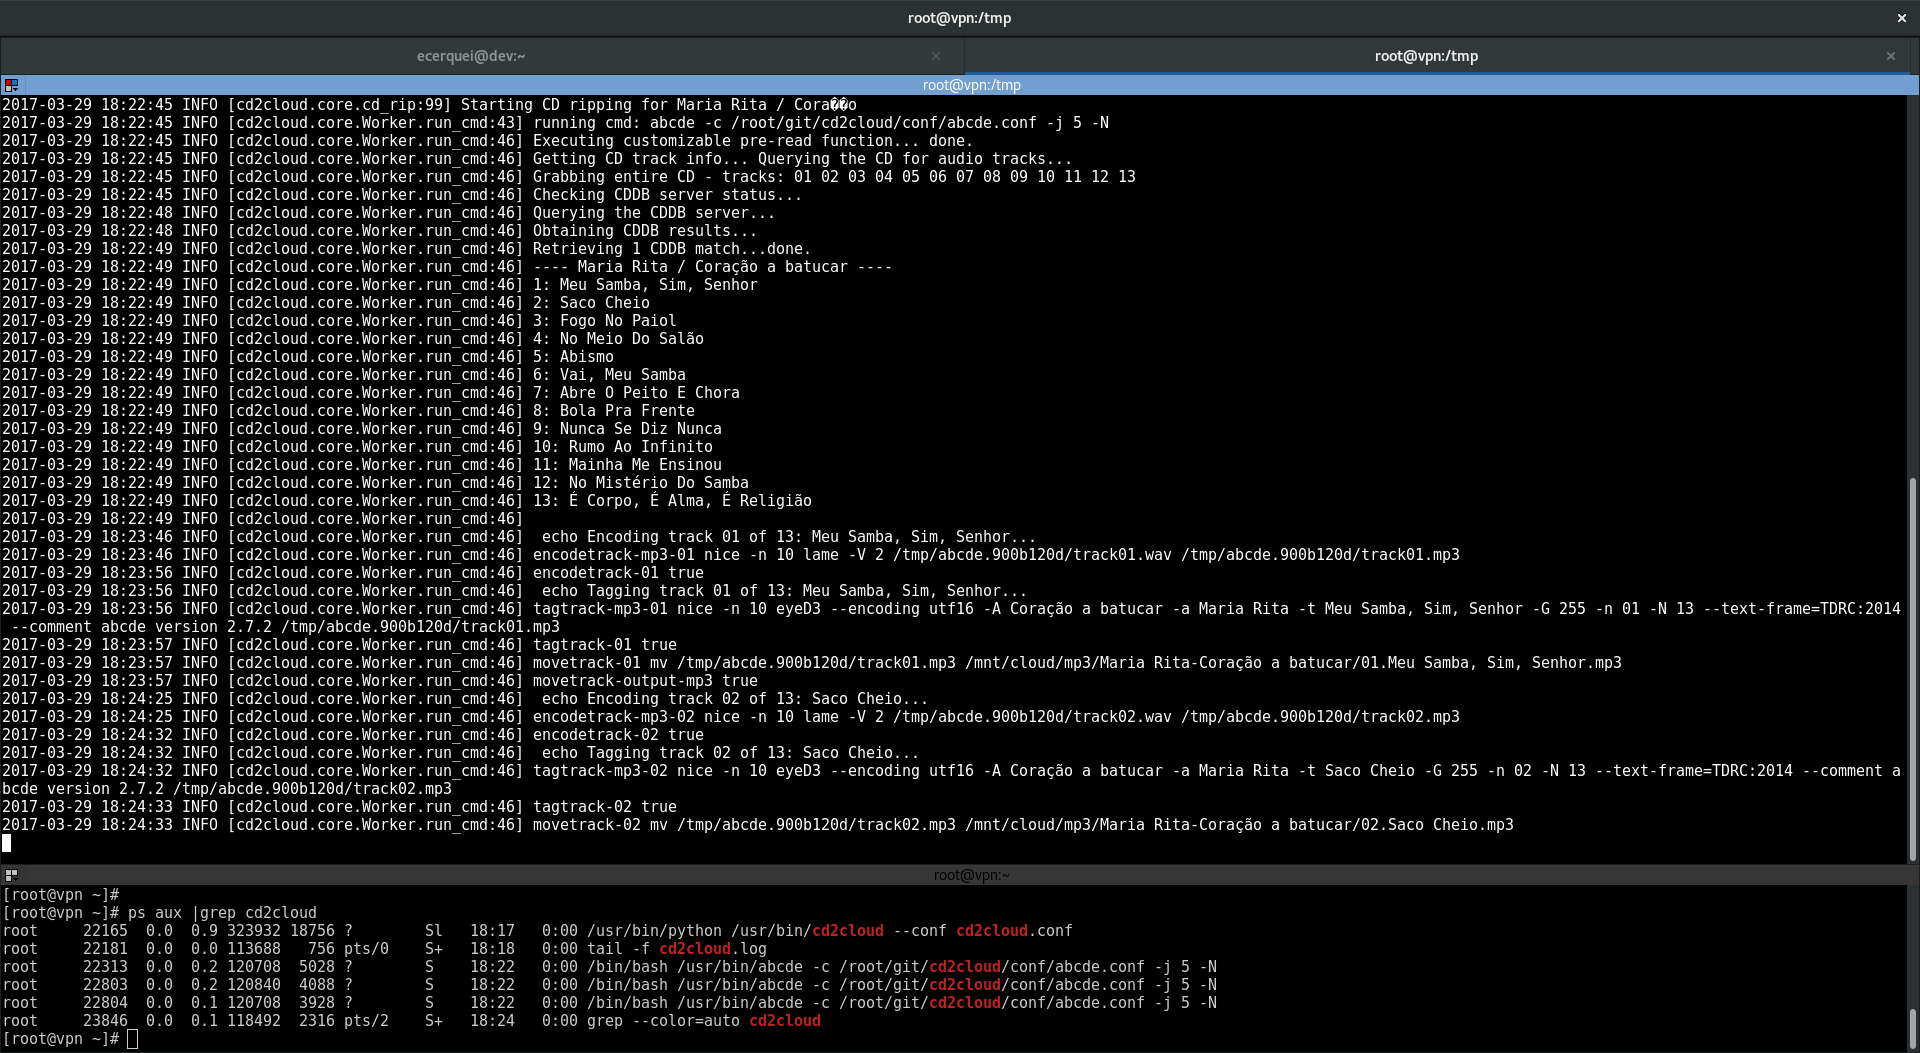 root@vpn:/tmp
ecerquei@dev:~
root@vpn:/tmp
root@vpn:/tmp
2017-03-29 18:22:45 INFO [cd2cloud.core.cd_rip:99] Starting CD ripping for Maria Rita / Cora��o
2017-03-29 18:22:45 INFO [cd2cloud.core.Worker.run_cmd:43] running cmd: abcde -c /root/git/cd2cloud/conf/abcde.conf -j 5 -N
2017-03-29 18:22:45 INFO [cd2cloud.core.Worker.run_cmd:46] Executing customizable pre-read function... done.
2017-03-29 18:22:45 INFO [cd2cloud.core.Worker.run_cmd:46] Getting CD track info... Querying the CD for audio tracks...
2017-03-29 18:22:45 INFO [cd2cloud.core.Worker.run_cmd:46] Grabbing entire CD - tracks: 01 02 03 04 05 06 07 08 09 10 11 12 13
2017-03-29 18:22:45 INFO [cd2cloud.core.Worker.run_cmd:46] Checking CDDB server status...
2017-03-29 18:22:48 INFO [cd2cloud.core.Worker.run_cmd:46] Querying the CDDB server...
2017-03-29 18:22:48 INFO [cd2cloud.core.Worker.run_cmd:46] Obtaining CDDB results...
2017-03-29 18:22:49 INFO [cd2cloud.core.Worker.run_cmd:46] Retrieving 1 CDDB match...done.
2017-03-29 18:22:49 INFO [cd2cloud.core.Worker.run_cmd:46] ---- Maria Rita / Coração a batucar ----
2017-03-29 18:22:49 INFO [cd2cloud.core.Worker.run_cmd:46] 1: Meu Samba, Sim, Senhor
2017-03-29 18:22:49 INFO [cd2cloud.core.Worker.run_cmd:46] 2: Saco Cheio
2017-03-29 18:22:49 INFO [cd2cloud.core.Worker.run_cmd:46] 3: Fogo No Paiol
2017-03-29 18:22:49 INFO [cd2cloud.core.Worker.run_cmd:46] 4: No Meio Do Salão
2017-03-29 18:22:49 INFO [cd2cloud.core.Worker.run_cmd:46] 5: Abismo
2017-03-29 18:22:49 INFO [cd2cloud.core.Worker.run_cmd:46] 6: Vai, Meu Samba
2017-03-29 18:22:49 INFO [cd2cloud.core.Worker.run_cmd:46] 7: Abre O Peito E Chora
2017-03-29 18:22:49 INFO [cd2cloud.core.Worker.run_cmd:46] 8: Bola Pra Frente
2017-03-29 18:22:49 INFO [cd2cloud.core.Worker.run_cmd:46] 9: Nunca Se Diz Nunca
2017-03-29 18:22:49 INFO [cd2cloud.core.Worker.run_cmd:46] 10: Rumo Ao Infinito
2017-03-29 18:22:49 INFO [cd2cloud.core.Worker.run_cmd:46] 11: Mainha Me Ensinou
2017-03-29 18:22:49 INFO [cd2cloud.core.Worker.run_cmd:46] 12: No Mistério Do Samba
2017-03-29 18:22:49 INFO [cd2cloud.core.Worker.run_cmd:46] 13: É Corpo, É Alma, É Religião
2017-03-29 18:22:49 INFO [cd2cloud.core.Worker.run_cmd:46]
2017-03-29 18:23:46 INFO [cd2cloud.core.Worker.run_cmd:46]  echo Encoding track 01 of 13: Meu Samba, Sim, Senhor...
2017-03-29 18:23:46 INFO [cd2cloud.core.Worker.run_cmd:46] encodetrack-mp3-01 nice -n 10 lame -V 2 /tmp/abcde.900b120d/track01.wav /tmp/abcde.900b120d/track01.mp3
2017-03-29 18:23:56 INFO [cd2cloud.core.Worker.run_cmd:46] encodetrack-01 true
2017-03-29 18:23:56 INFO [cd2cloud.core.Worker.run_cmd:46]  echo Tagging track 01 of 13: Meu Samba, Sim, Senhor...
2017-03-29 18:23:56 INFO [cd2cloud.core.Worker.run_cmd:46] tagtrack-mp3-01 nice -n 10 eyeD3 --encoding utf16 -A Coração a batucar -a Maria Rita -t Meu Samba, Sim, Senhor -G 255 -n 01 -N 13 --text-frame=TDRC:2014
 --comment abcde version 2.7.2 /tmp/abcde.900b120d/track01.mp3
2017-03-29 18:23:57 INFO [cd2cloud.core.Worker.run_cmd:46] tagtrack-01 true
2017-03-29 18:23:57 INFO [cd2cloud.core.Worker.run_cmd:46] movetrack-01 mv /tmp/abcde.900b120d/track01.mp3 /mnt/cloud/mp3/Maria Rita-Coração a batucar/01.Meu Samba, Sim, Senhor.mp3
2017-03-29 18:23:57 INFO [cd2cloud.core.Worker.run_cmd:46] movetrack-output-mp3 true
2017-03-29 18:24:25 INFO [cd2cloud.core.Worker.run_cmd:46]  echo Encoding track 02 of 13: Saco Cheio...
2017-03-29 18:24:25 INFO [cd2cloud.core.Worker.run_cmd:46] encodetrack-mp3-02 nice -n 10 lame -V 2 /tmp/abcde.900b120d/track02.wav /tmp/abcde.900b120d/track02.mp3
2017-03-29 18:24:32 INFO [cd2cloud.core.Worker.run_cmd:46] encodetrack-02 true
2017-03-29 18:24:32 INFO [cd2cloud.core.Worker.run_cmd:46]  echo Tagging track 02 of 13: Saco Cheio...
2017-03-29 18:24:32 INFO [cd2cloud.core.Worker.run_cmd:46] tagtrack-mp3-02 nice -n 10 eyeD3 --encoding utf16 -A Coração a batucar -a Maria Rita -t Saco Cheio -G 255 -n 02 -N 13 --text-frame=TDRC:2014 --comment a
bcde version 2.7.2 /tmp/abcde.900b120d/track02.mp3
2017-03-29 18:24:33 INFO [cd2cloud.core.Worker.run_cmd:46] tagtrack-02 true
2017-03-29 18:24:33 INFO [cd2cloud.core.Worker.run_cmd:46] movetrack-02 mv /tmp/abcde.900b120d/track02.mp3 /mnt/cloud/mp3/Maria Rita-Coração a batucar/02.Saco Cheio.mp3
root@vpn:~
[root@vpn ~]#
[root@vpn ~]# ps aux |grep cd2cloud
root     22165  0.0  0.9 323932 18756 ?        Sl   18:17   0:00 /usr/bin/python /usr/bin/cd2cloud --conf cd2cloud.conf
root     22181  0.0  0.0 113688   756 pts/0    S+   18:18   0:00 tail -f cd2cloud.log
root     22313  0.0  0.2 120708  5028 ?        S    18:22   0:00 /bin/bash /usr/bin/abcde -c /root/git/cd2cloud/conf/abcde.conf -j 5 -N
root     22803  0.0  0.2 120840  4088 ?        S    18:22   0:00 /bin/bash /usr/bin/abcde -c /root/git/cd2cloud/conf/abcde.conf -j 5 -N
root     22804  0.0  0.1 120708  3928 ?        S    18:22   0:00 /bin/bash /usr/bin/abcde -c /root/git/cd2cloud/conf/abcde.conf -j 5 -N
root     23846  0.0  0.1 118492  2316 pts/2    S+   18:24   0:00 grep --color=auto cd2cloud
[root@vpn ~]#